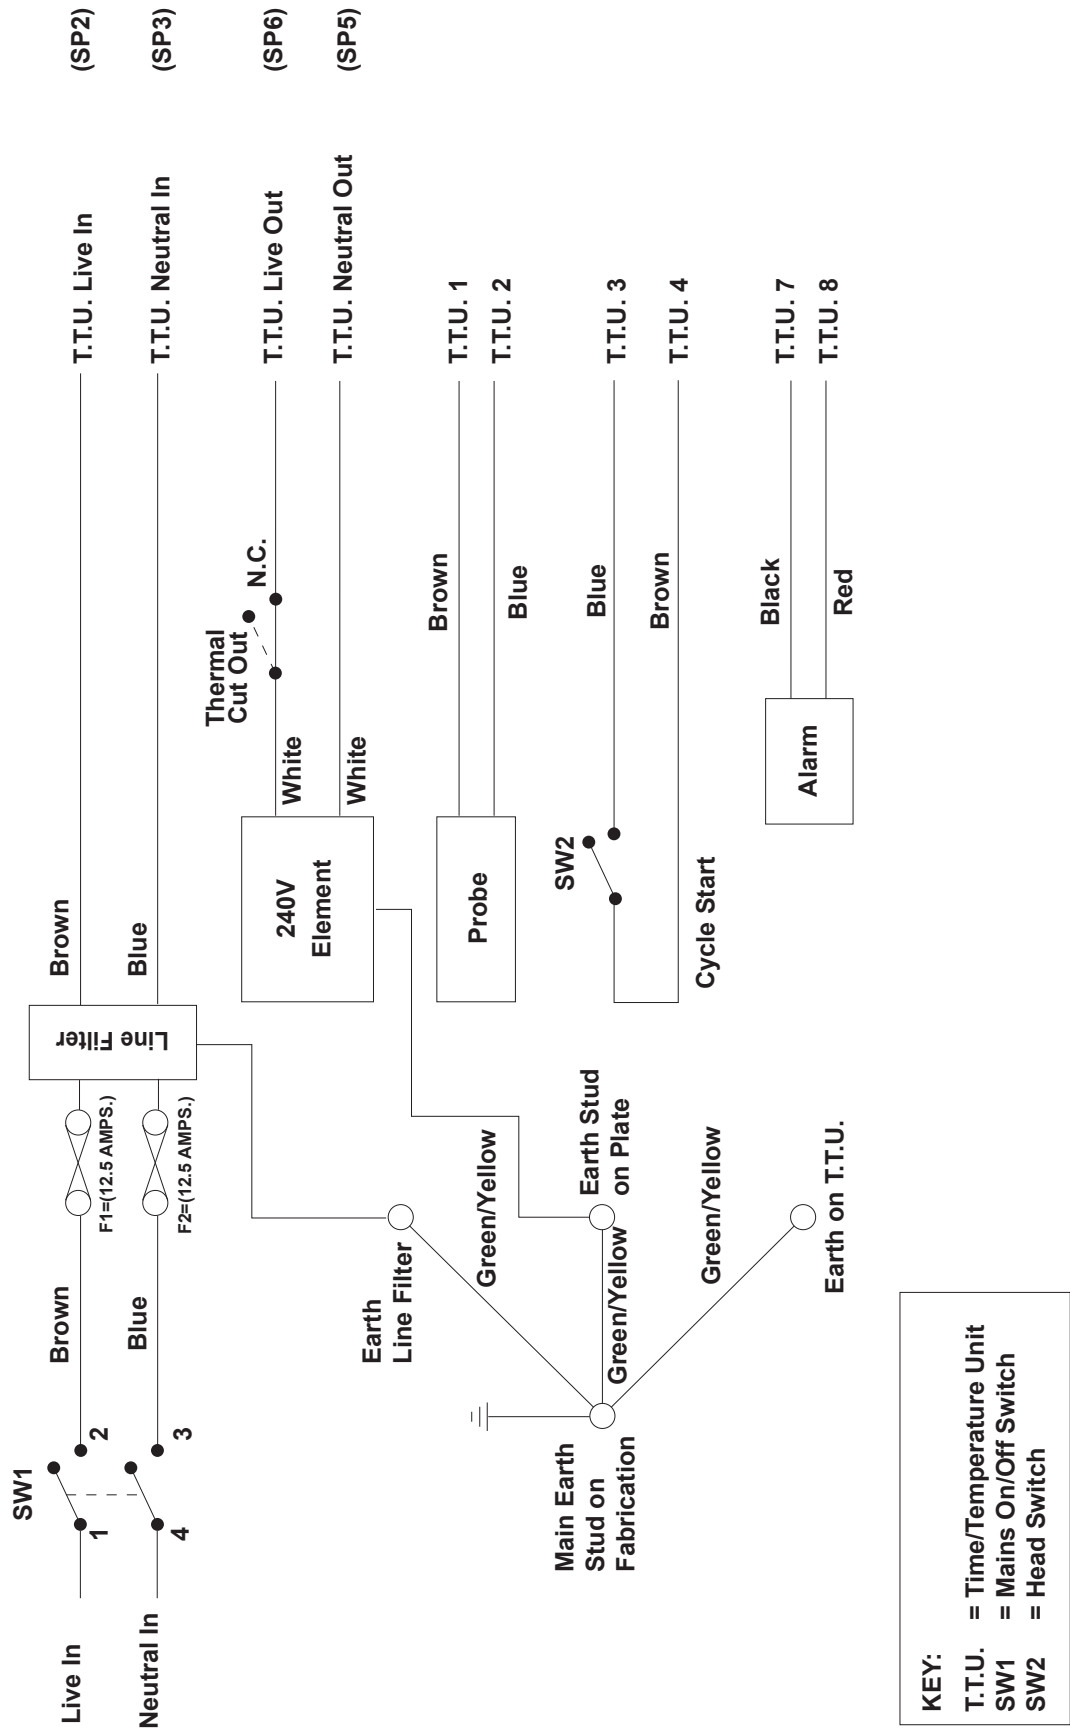 Live In
Neutral In
SW1
1
2
4
3
Brown
Blue
F1=(12.5 AMPS.)
F2=(12.5 AMPS.)
Line Filter
Brown
Blue
T.T.U. Live In
(SP2)
T.T.U. Neutral In
(SP3)
240V
Element
White
White
Thermal
Cut Out
N.C.
T.T.U. Live Out
(SP6)
T.T.U. Neutral Out
(SP5)
Probe
Brown
Blue
T.T.U. 1
T.T.U. 2
SW2
Cycle Start
Blue
Brown
T.T.U. 3
T.T.U. 4
Alarm
Black
Red
T.T.U. 7
T.T.U. 8
Earth
Line Filter
Green/Yellow
Main Earth
Stud on
Fabrication
Green/Yellow
Earth Stud
on Plate
Green/Yellow
Earth on T.T.U.
KEY:
T.T.U. = Time/Temperature Unit
SW1 = Mains On/Off Switch
SW2 = Head Switch